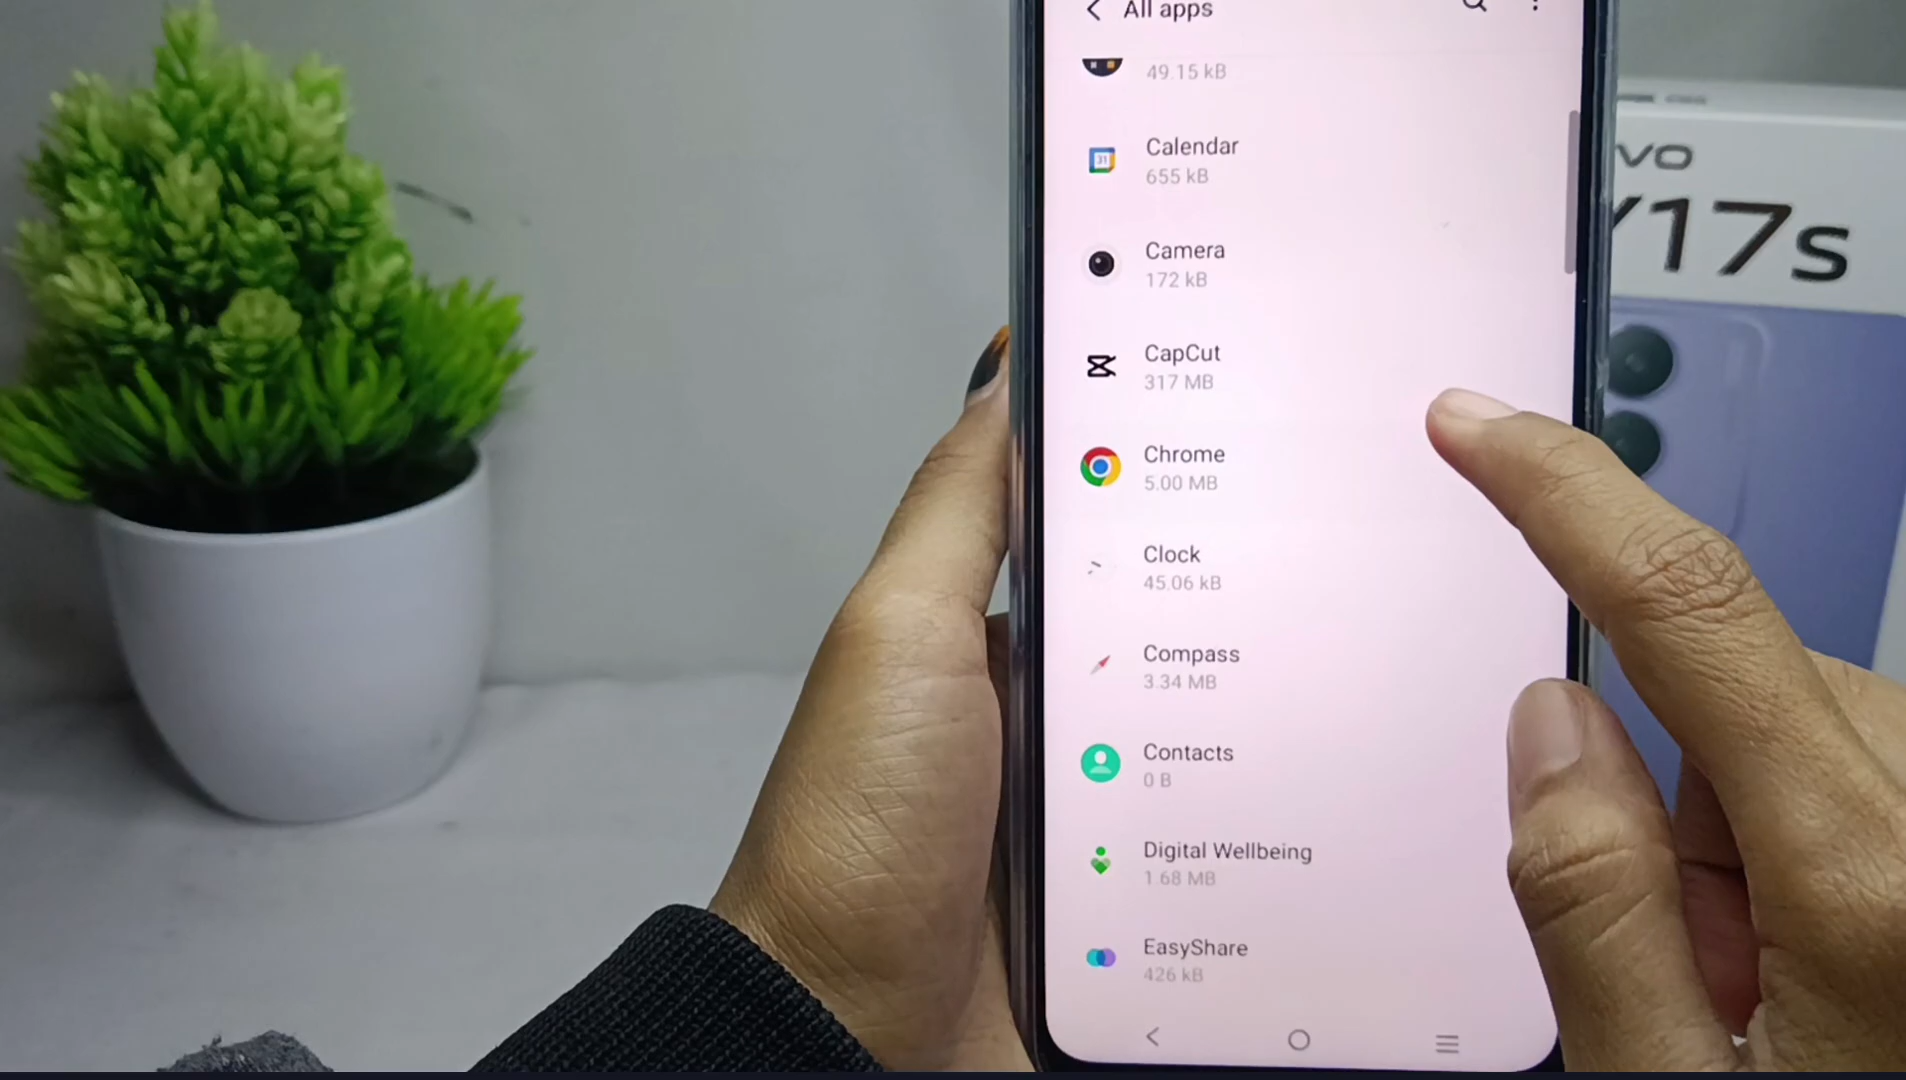 All apps
49.15 kB
Calendar
655 kB
Camera
172 kB
CapCut
317 MB
Chrome
5.00 MB
Clock
45.06 kB
Compass
3.34 MB
Contacts
0 B
Digital Wellbeing
1.68 MB
EasyShare
426 kB
31
vo
Y17s